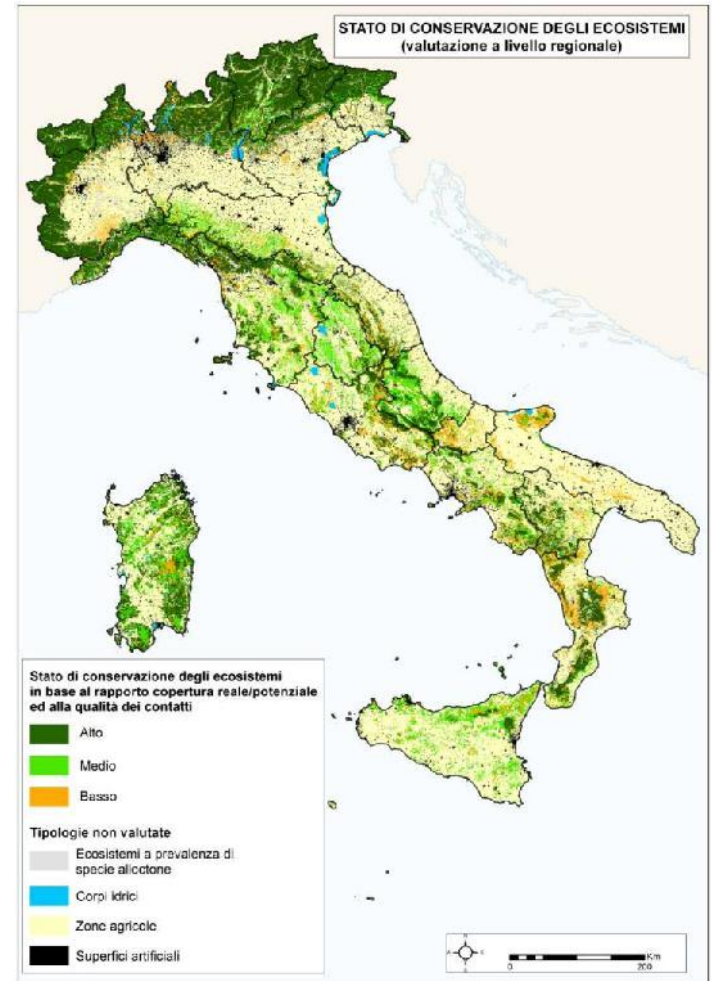 STATO DI CONSERVAZIONE DEGLI ECOSISTEMI
(valutazione a livello regionale)
Stato di conservazione degli ecosistemi
in base al rapporto copertura reale/potenziale
ed alla qualità dei contatti
Alto
Medio
Basso
Tipologie non valutate
Ecosistemi a prevalenza di
specie alloctone
Corpi idrici
Zone agricole
Superfici artificiali
Km
0 200